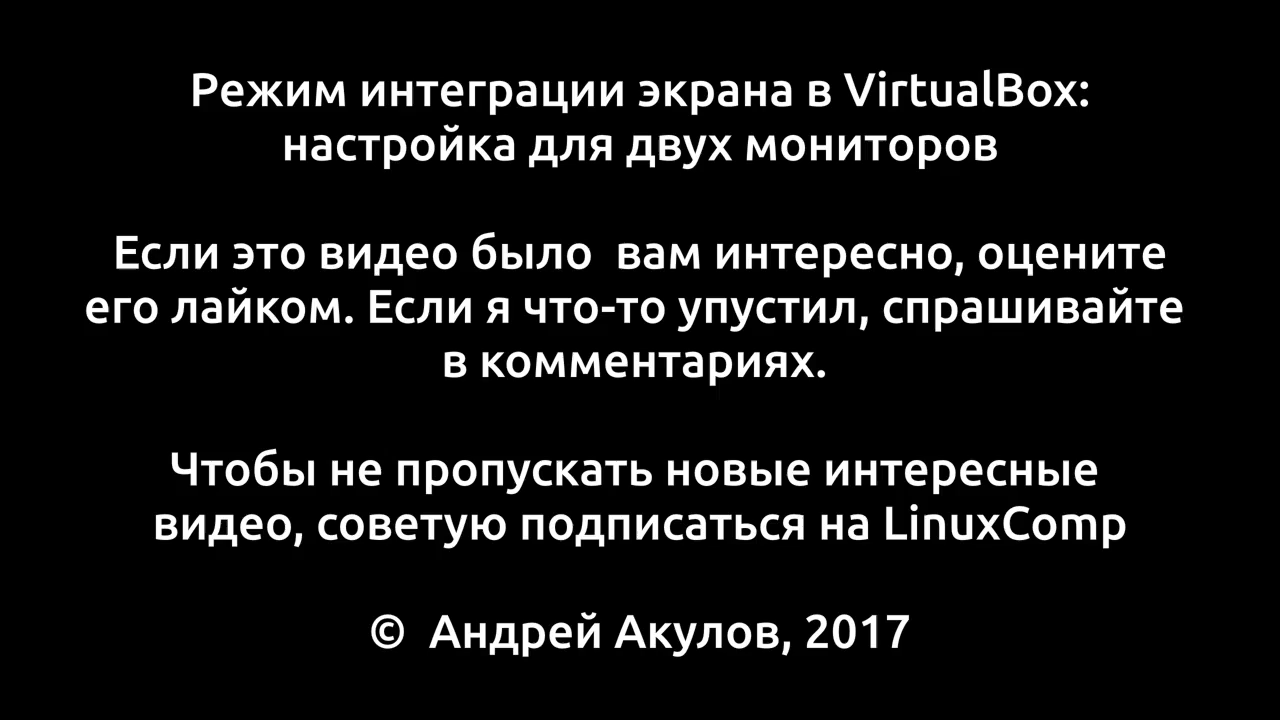 Режим интеграции экрана в VirtualBox:
настройка для двух мониторов
Если это видео было  вам интересно, оцените
его лайком. Если я что-то упустил, спрашивайте
в комментариях.
Чтобы не пропускать новые интересные
видео, советую подписаться на LinuxComp
©  Андрей Акулов, 2017